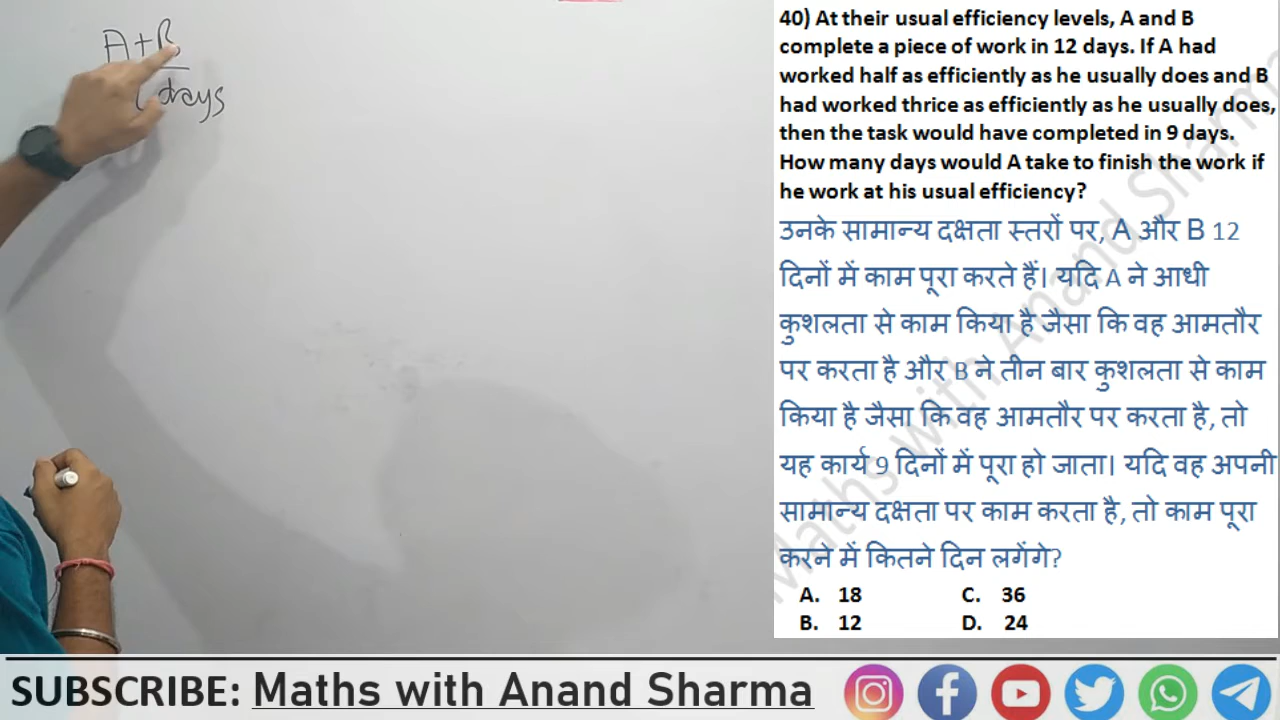 A+B
days
40) At their usual efficiency levels, A and B
complete a piece of work in 12 days. If A had
worked half as efficiently as he usually does and B
had worked thrice as efficiently as he usually does,
then the task would have completed in 9 days.
How many days would A take to finish the work if
he work at his usual efficiency?
उनके सामान्य दक्षता स्तरों पर, A और B 12
दिनों में काम पूरा करते हैं। यदि A ने आधी
कुशलता से काम किया है जैसा कि वह आमतौर
पर करता है और B ने तीन बार कुशलता से काम
किया है जैसा कि वह आमतौर पर करता है, तो
यह कार्य 9 दिनों में पूरा हो जाता। यदि वह अपनी
सामान्य दक्षता पर काम करता है, तो काम पूरा
करने में कितने दिन लगेंगे?
A. 18 C. 36
B. 12 D. 24
Maths with Anand Sharma
SUBSCRIBE: Maths with Anand Sharma